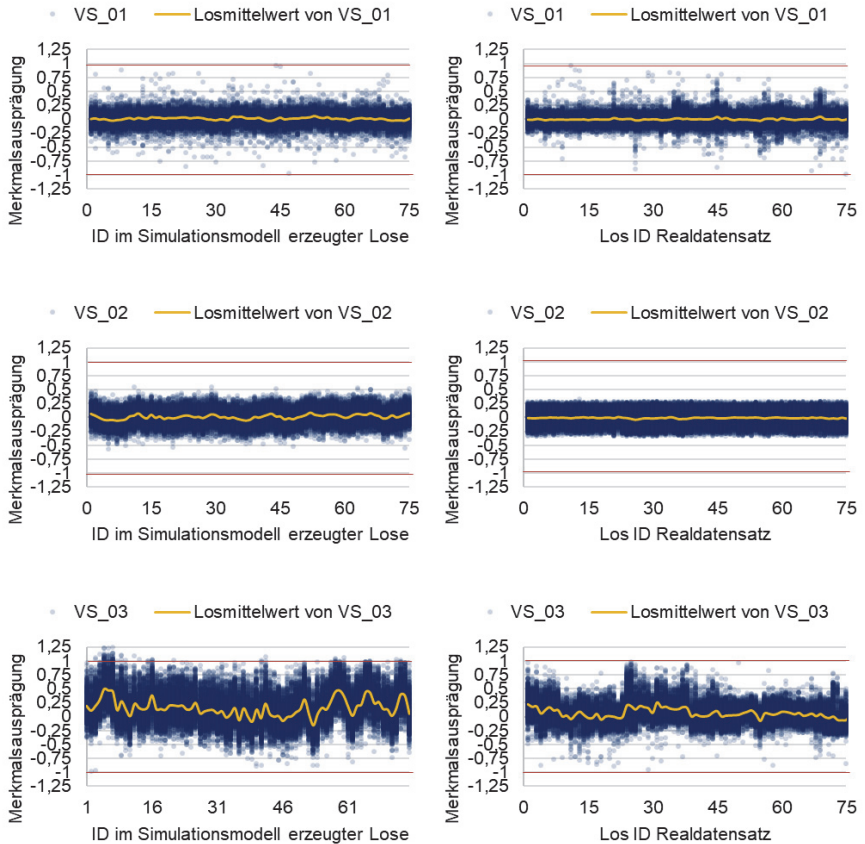 VS_01 Losmittelwert von VS_01
Merkmalsausprägung
1,25
1
0,75
0,5
0,25
0
-0,25
-0,5
-0,75
-1
-1,25
0 15 30 45 60 75
ID im Simulationsmodell erzeugter Lose
VS_01 Losmittelwert von VS_01
Merkmalsausprägung
1,25
1
0,75
0,5
0,25
0
-0,25
-0,5
-0,75
-1
-1,25
0 15 30 45 60 75
Los ID Realdatensatz
VS_02 Losmittelwert von VS_02
Merkmalsausprägung
1,25
1
0,75
0,5
0,25
0
-0,25
-0,5
-0,75
-1
-1,25
0 15 30 45 60 75
ID im Simulationsmodell erzeugter Lose
VS_02 Losmittelwert von VS_02
Merkmalsausprägung
1,25
1
0,75
0,5
0,25
0
-0,25
-0,5
-0,75
-1
-1,25
0 15 30 45 60 75
Los ID Realdatensatz
VS_03 Losmittelwert von VS_03
Merkmalsausprägung
1,25
1
0,75
0,5
0,25
0
-0,25
-0,5
-0,75
-1
-1,25
1 16 31 46 61
ID im Simulationsmodell erzeugter Lose
VS_03 Losmittelwert von VS_03
Merkmalsausprägung
1,25
1
0,75
0,5
0,25
0
-0,25
-0,5
-0,75
-1
-1,25
0 15 30 45 60 75
Los ID Realdatensatz